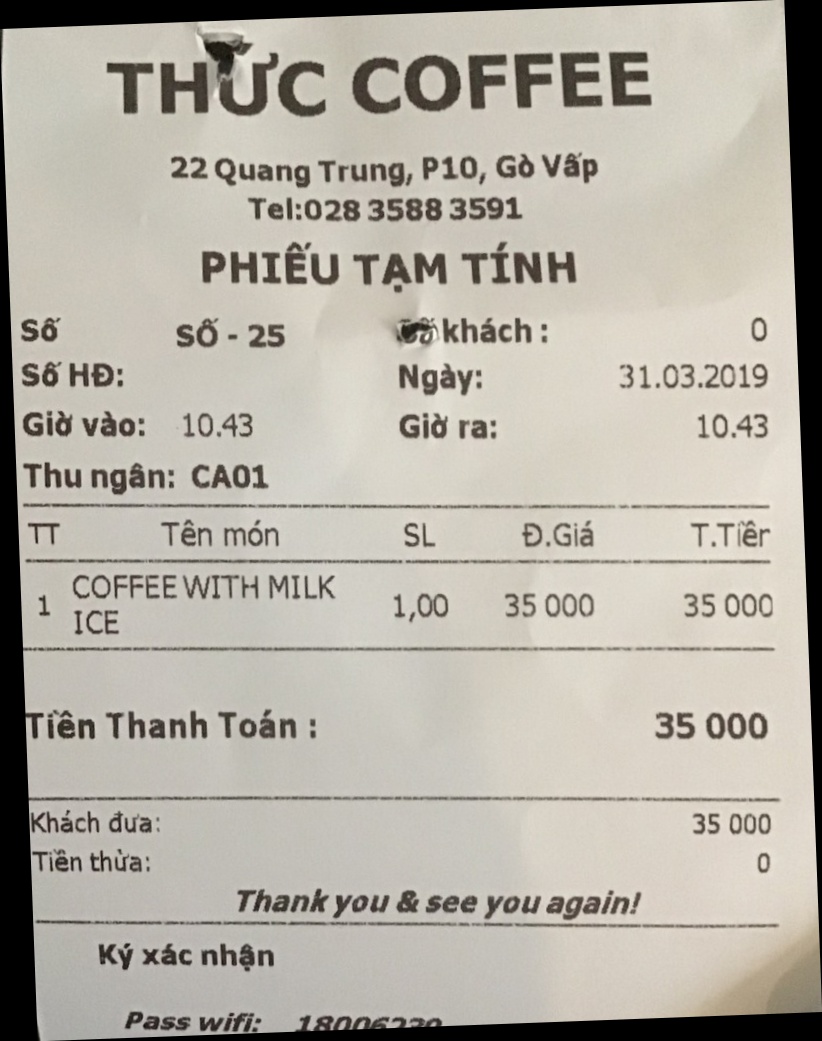 THỨC COFFEE
22 Quang Trung, P10, Gò Vấp
Tel:028 3588 3591
PHIẾU TẠM TÍNH
Số SỐ - 25 khách : 0
Số HĐ: Ngày: 31.03.2019
Giờ vào: 10.43 Giờ ra: 10.43
Thu ngân: CA01
TT Tên món SL Đ.Giá T.Tiền
1 COFFEE WITH MILK ICE 1,00 35 000 35 000
Tiền Thanh Toán : 35 000
Khách đưa: 35 000
Tiền thừa: 0
Thank you & see you again!
Ký xác nhận
Pass wifi: